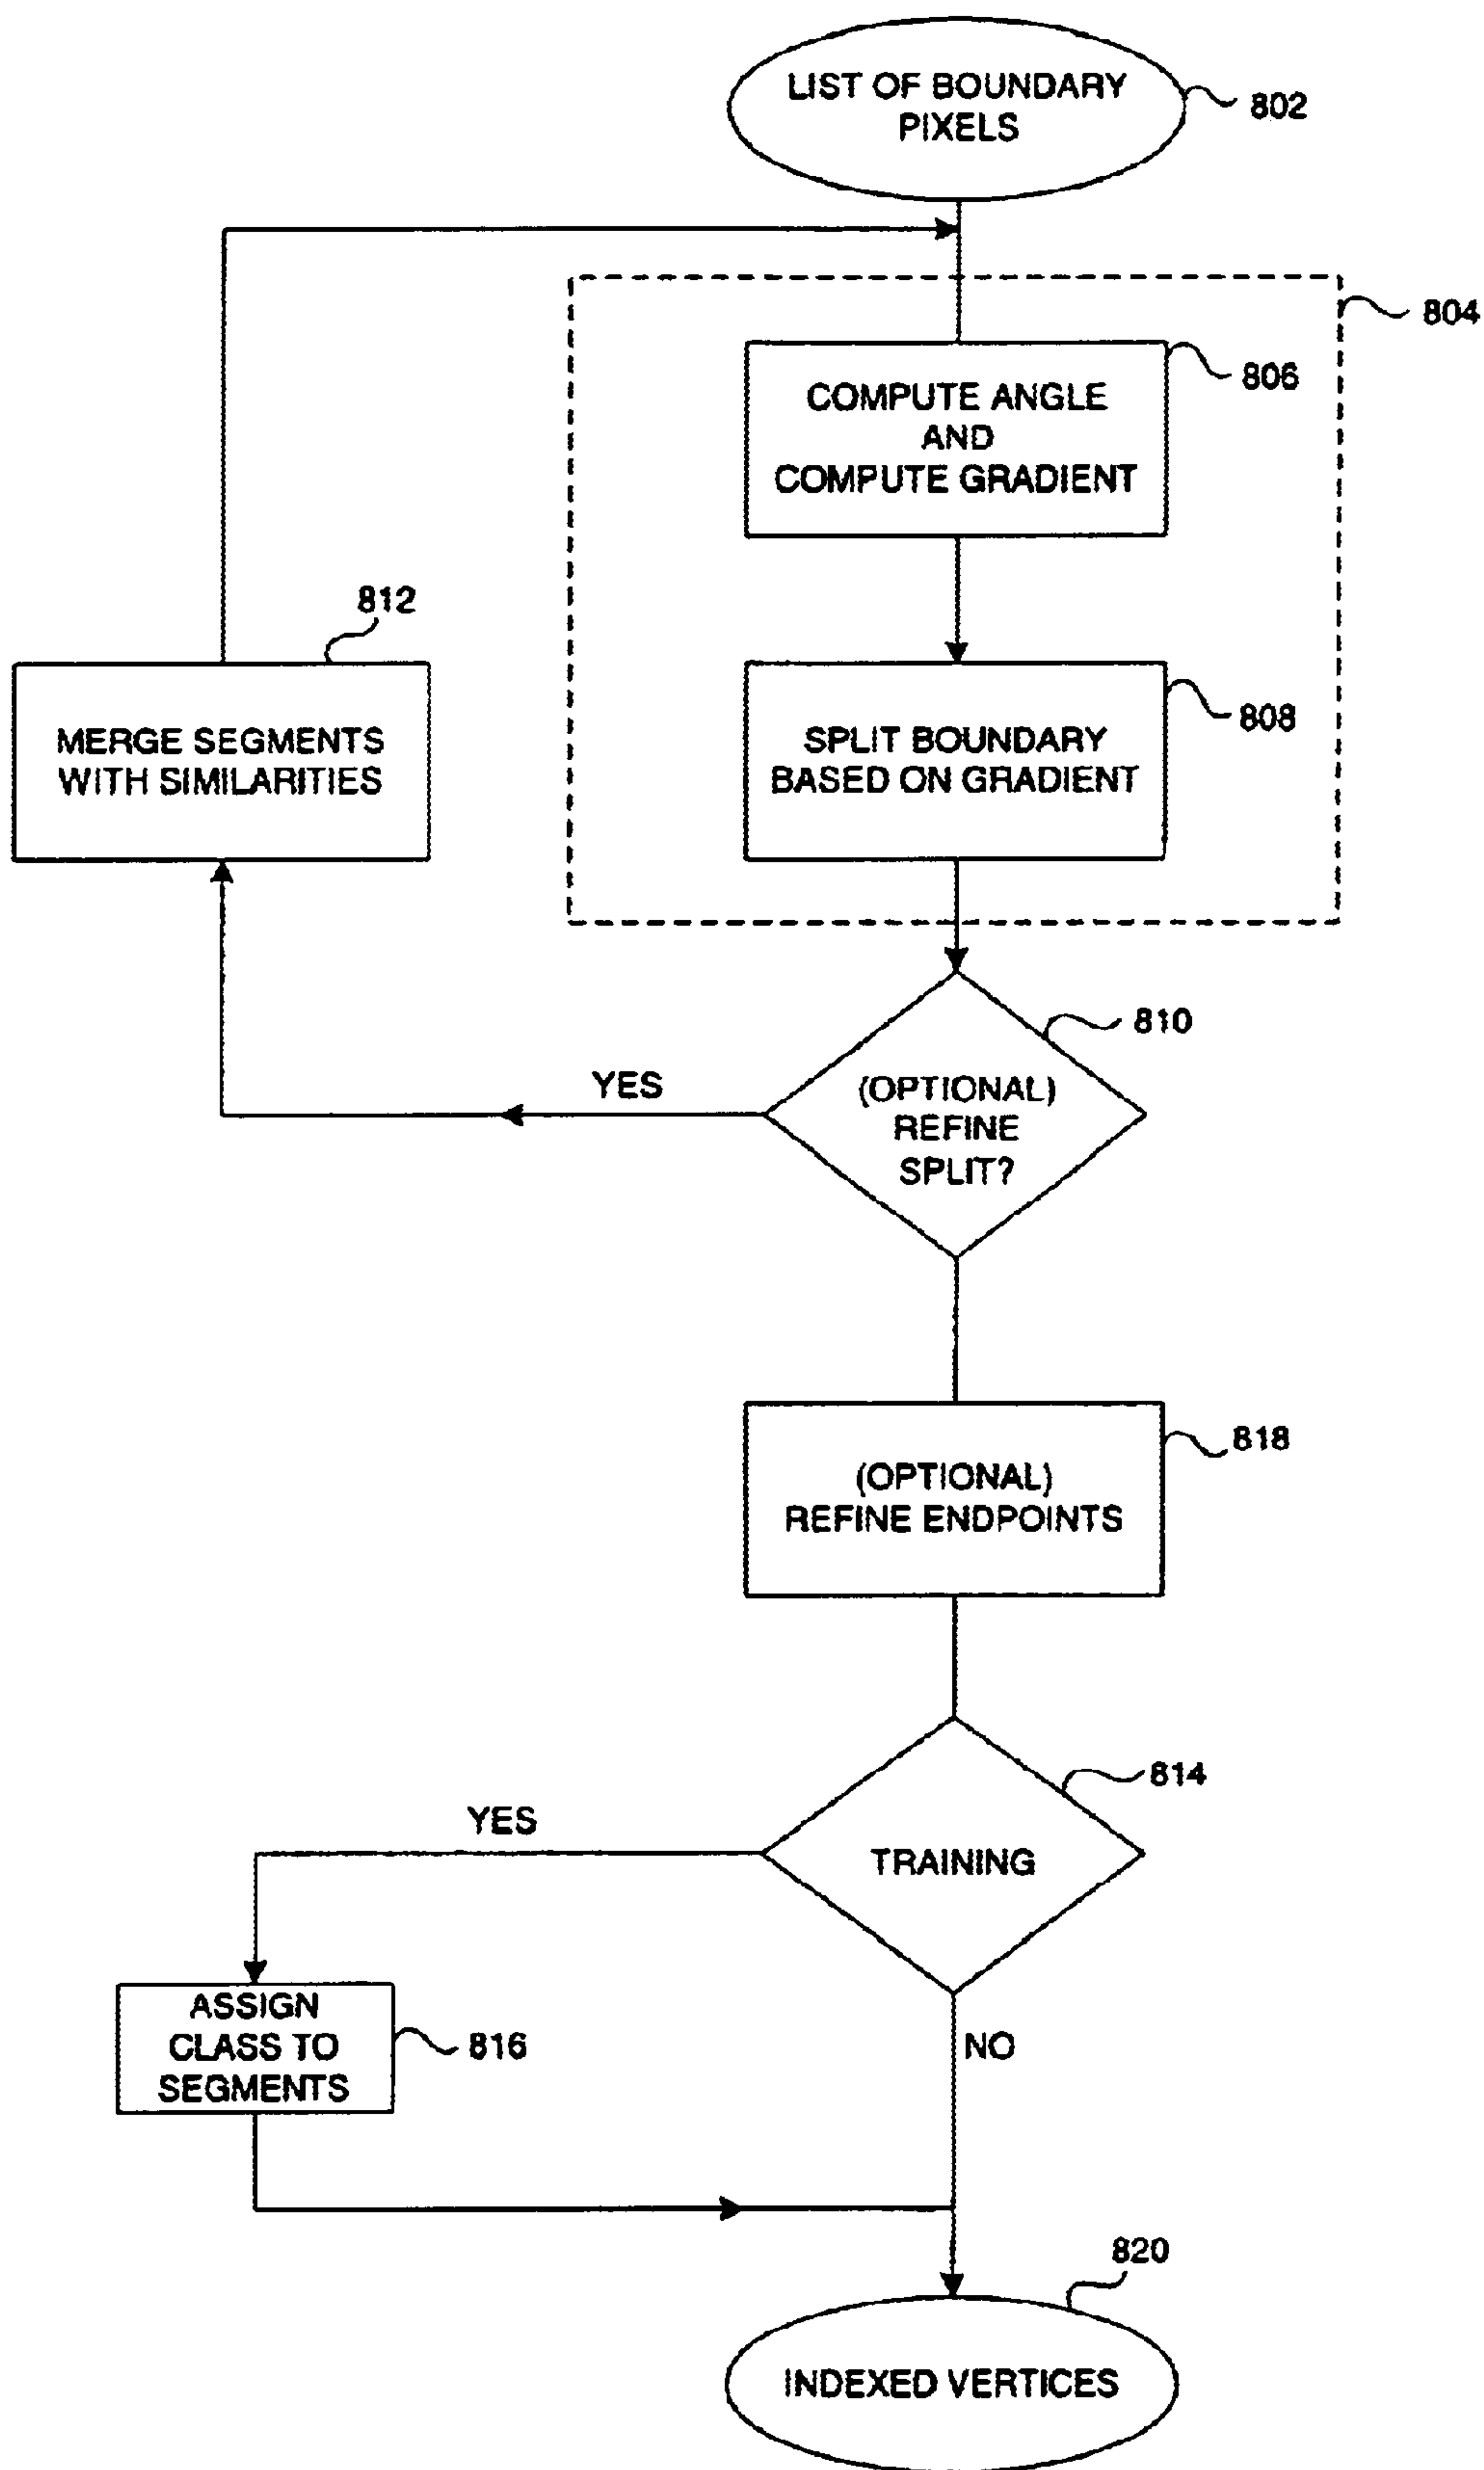 LIST OF BOUNDARY
PIXELS
802
804
COMPUTE ANGLE
AND
COMPUTE GRADIENT
806
812
MERGE SEGMENTS
WITH SIMILARITIES
SPLIT BOUNDARY
BASED ON GRADIENT
808
810
YES
(OPTIONAL)
REFINE
SPLIT?
818
(OPTIONAL)
REFINE ENDPOINTS
814
YES
TRAINING
ASSIGN
CLASS TO
SEGMENTS
816
NO
820
INDEXED VERTICES